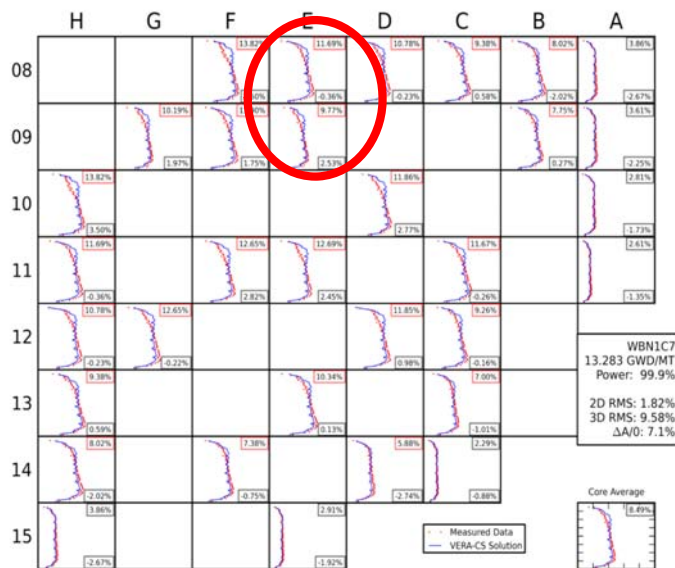 H G F E D C B A
08 13.82% 11.69% 10.78% 9.38% 8.02% 3.86%
-0.36% -0.23% 0.58% -2.02% -2.67%
09 10.19% 9.77% 7.75% 3.61%
1.97% 1.75% 2.53% 0.27% -2.25%
10 13.82% 11.86% 2.81%
3.50% 2.77% -1.73%
11 11.69% 12.65% 12.69% 11.67% 2.61%
-0.36% 2.82% 2.45% -0.26% -1.35%
12 10.78% 12.65% 11.85% 9.26%
-0.23% -0.22% 0.98% -0.16%
WBN1C7
13.283 GWD/MT
Power: 99.9%
2D RMS: 1.82%
3D RMS: 9.58%
ΔA/0: 7.1%
13 9.38% 10.34% 7.00%
0.59% 0.13% -1.01%
14 8.02% 7.38% 5.88% 2.29%
-2.02% -0.75% -2.74% -0.88%
15 3.86% 2.91%
-2.67% -1.92%
Measured Data
VERA-CS Solution
Core Average
8.49%